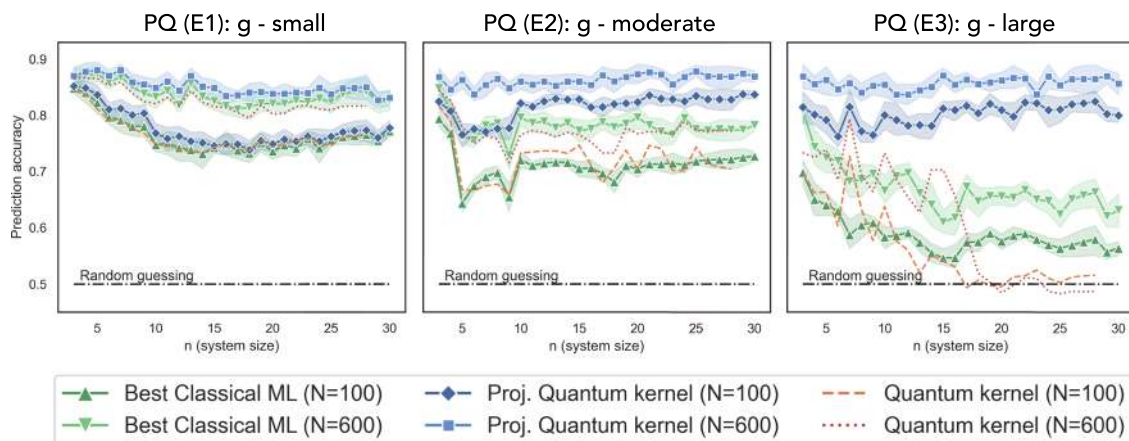 PQ (E1): g - small
PQ (E2): g - moderate
PQ (E3): g - large
Prediction accuracy
0.9
0.8
0.7
0.6
0.5
Random guessing
Random guessing
Random guessing
5 10 15 20 25 30
5 10 15 20 25 30
5 10 15 20 25 30
n (system size)
n (system size)
n (system size)
Best Classical ML (N=100)
Proj. Quantum kernel (N=100)
Quantum kernel (N=100)
Best Classical ML (N=600)
Proj. Quantum kernel (N=600)
Quantum kernel (N=600)